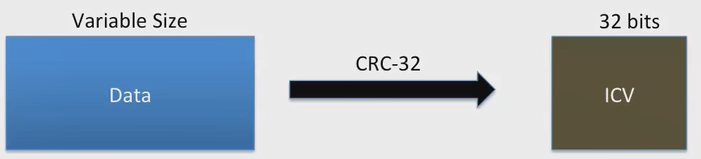 Variable Size
32 bits
CRC-32
Data
ICV